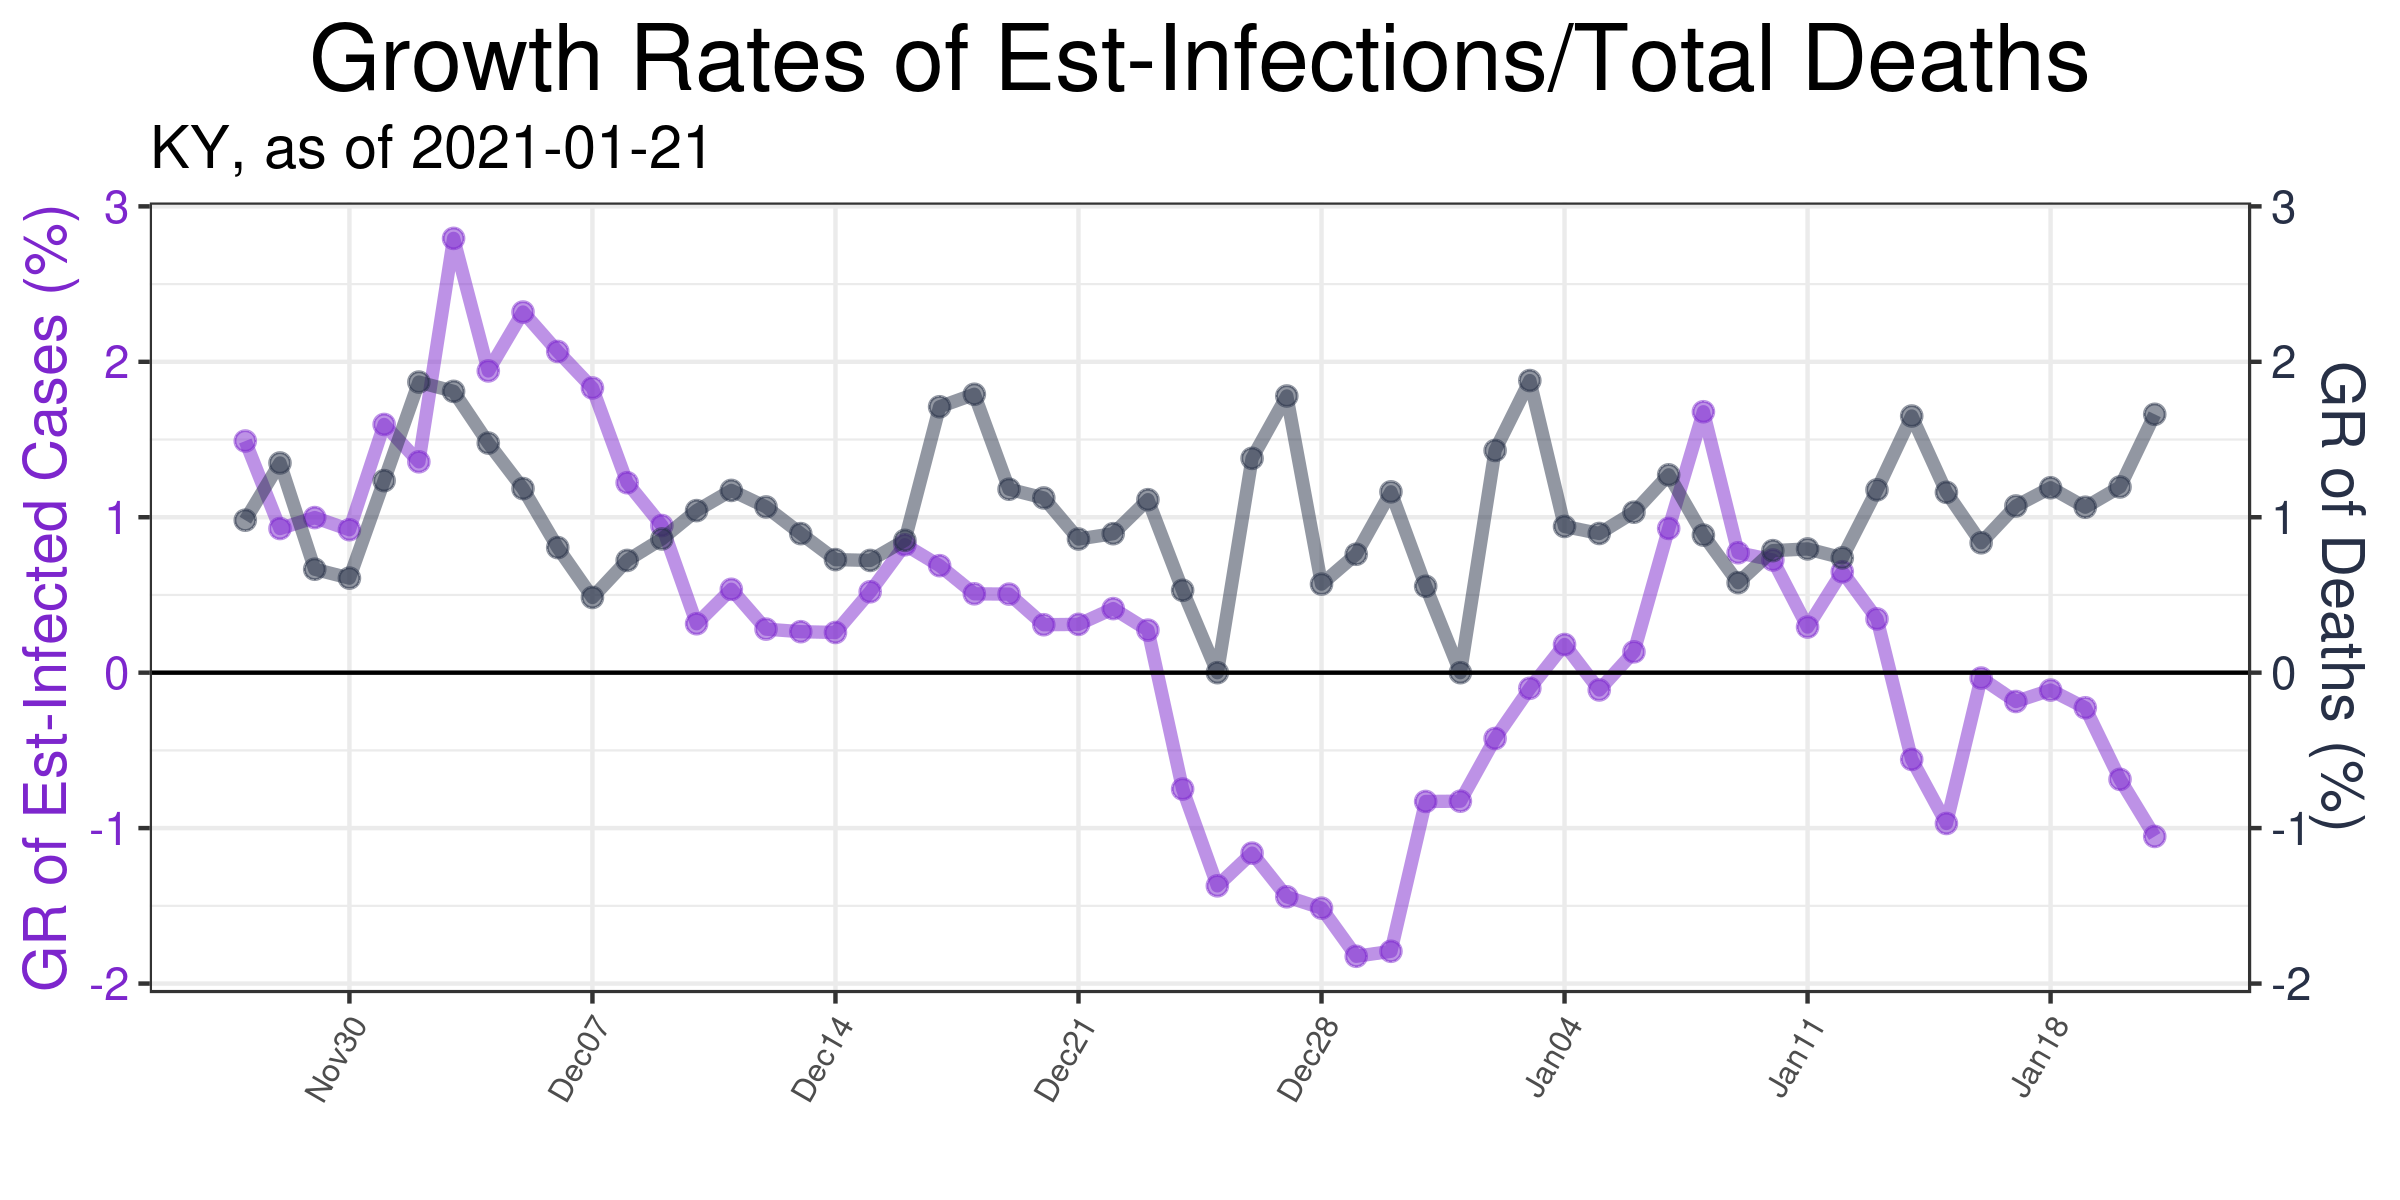 Growth Rates of Est-Infections/Total Deaths
KY, as of 2021-01-21
GR of Est-Infected Cases (%)
3
2
1
0
-1
-2
3
2
1
0
-1
-2
GR of Deaths (%)
Nov30
Dec07
Dec14
Dec21
Dec28
Jan04
Jan11
Jan18